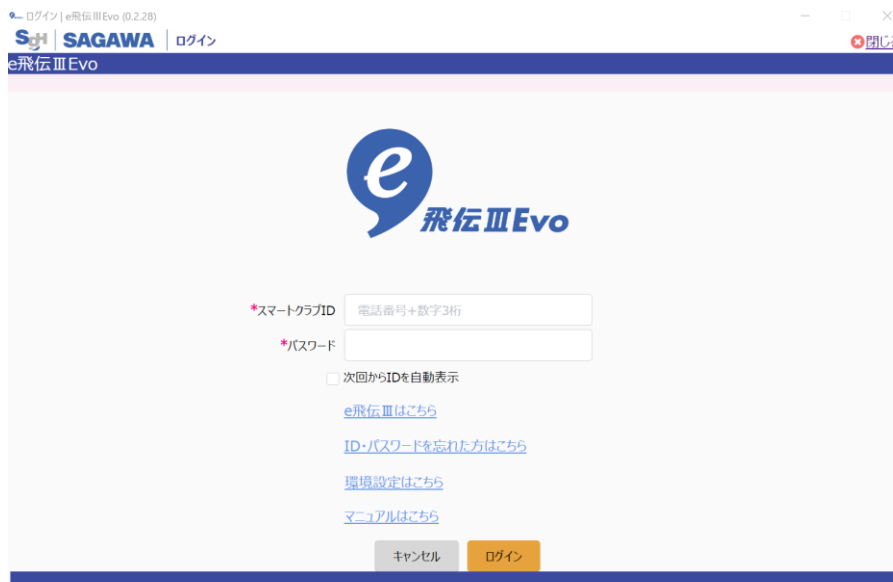 ログイン | e飛伝ⅢEvo (0.2.28)
SGH SAGAWA ログイン
閉じる
e飛伝ⅢEvo
e飛伝ⅢEvo
*スマートクラブID 電話番号+数字3桁
*パスワード
次回からIDを自動表示
e飛伝Ⅲはこちら
ID・パスワードを忘れた方はこちら
環境設定はこちら
マニュアルはこちら
キャンセル ログイン